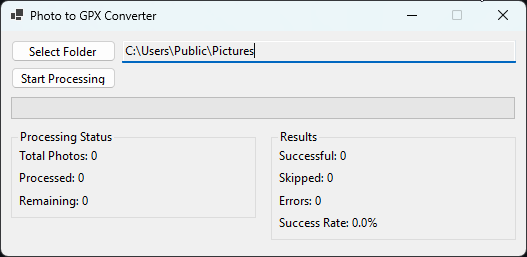 Photo to GPX Converter
Select Folder
C:\Users\Public\Pictures
Start Processing
Processing Status
Total Photos: 0
Processed: 0
Remaining: 0
Results
Successful: 0
Skipped: 0
Errors: 0
Success Rate: 0.0%